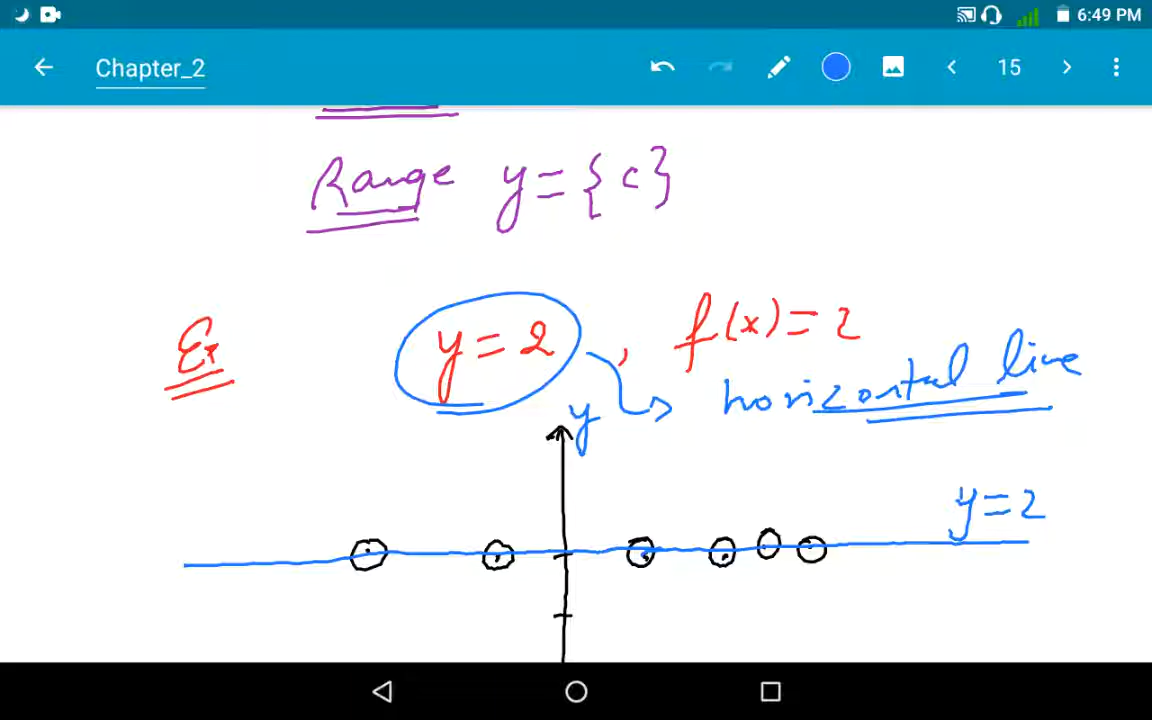 6:49 PM
Chapter_2
15
Range y = {c}
Ex y = 2 , f(x) = 2
horizontal line
y
y = 2